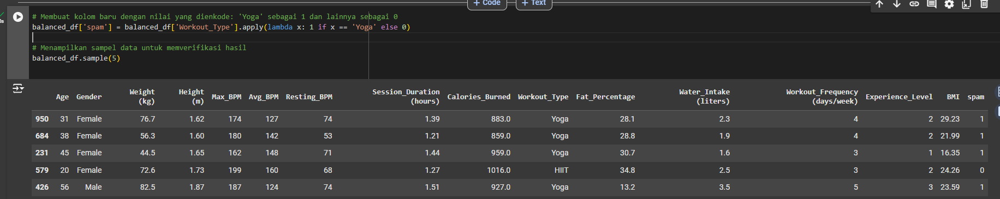 + Code + Text
0s
# Membuat kolom baru dengan nilai yang dienkode: 'Yoga' sebagai 1 dan lainnya sebagai 0
balanced_df['spam'] = balanced_df['Workout_Type'].apply(lambda x: 1 if x == 'Yoga' else 0)
# Menampilkan sampel data untuk memverifikasi hasil
balanced_df.sample(5)
Age Gender Weight (kg) Height (m) Max_BPM Avg_BPM Resting_BPM Session_Duration (hours) Calories_Burned Workout_Type Fat_Percentage Water_Intake (liters) Workout_Frequency (days/week) Experience_Level BMI spam
950 31 Female 76.7 1.62 174 127 74 1.39 883.0 Yoga 28.1 2.3 4 2 29.23 1
684 38 Female 56.3 1.60 180 142 53 1.21 859.0 Yoga 28.8 1.9 4 2 21.99 1
231 45 Female 44.5 1.65 162 148 71 1.44 959.0 Yoga 30.7 1.6 3 1 16.35 1
579 20 Female 72.6 1.73 199 160 68 1.27 1016.0 HIIT 34.8 2.5 3 2 24.26 0
426 56 Male 82.5 1.87 187 124 74 1.51 927.0 Yoga 13.2 3.5 5 3 23.59 1